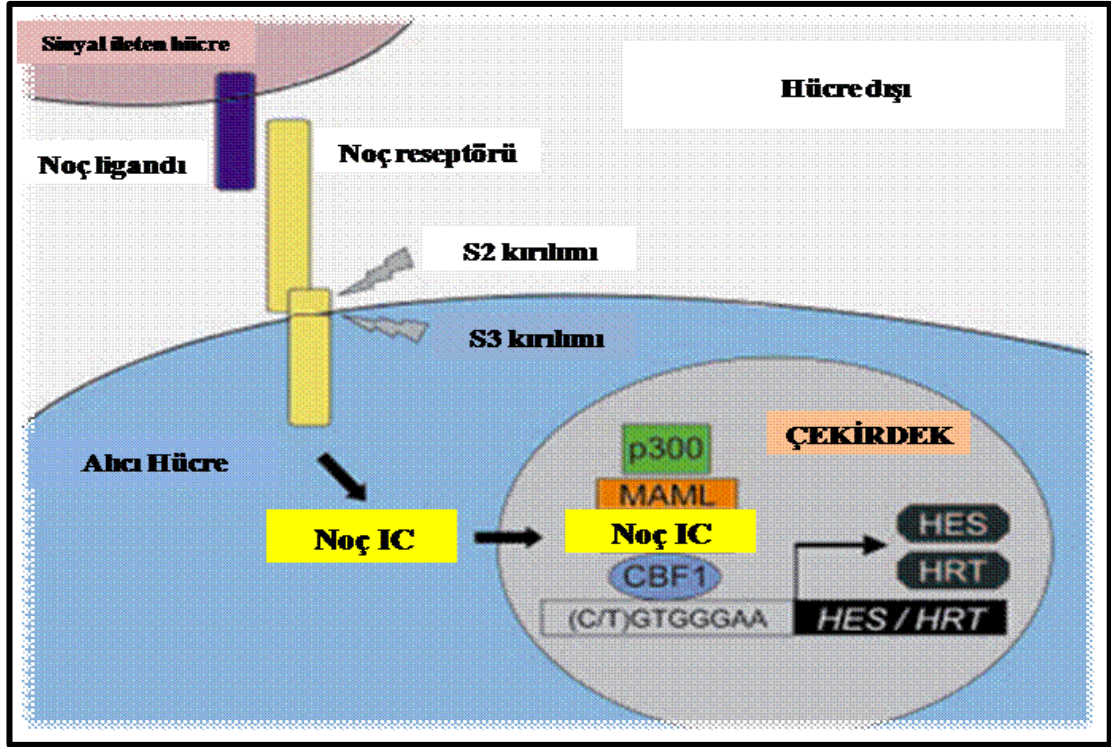 Sinyal ileten hücre
Hücre dışı
Noç ligandı
Noç reseptörü
S2 kırılımı
S3 kırılımı
Alıcı Hücre
ÇEKİRDEK
p300
MAML
Noç IC
Noç IC
CBF1
(C/T)GTGGGAA
HES / HRT
HES
HRT